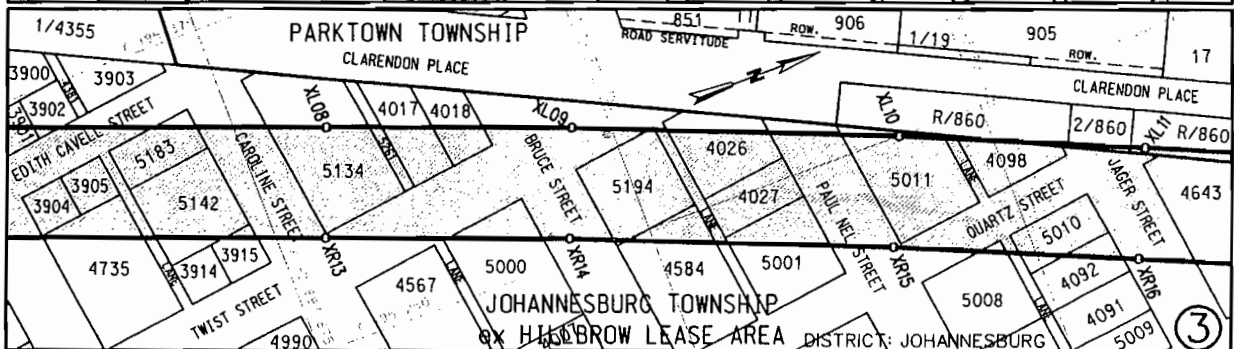 1/4355
PARKTOWN TOWNSHIP
CLARENDON PLACE
851
ROAD SERVITUDE
ROW.
906
1/19
905
ROW.
17
CLARENDON PLACE
3900
3903
4381
3902
3901
EDITH CAVELL STREET
XL08
4017
4018
5261
XL09
N
XL10
R/860
2/860
XL11
R/860
5183
3905
3904
5142
CAROLINE STREET
5134
BRUCE STREET
5194
4026
4027
LANE
PAUL NEL STREET
5011
LANE
4098
QUARTZ STREET
JAGER STREET
4643
4735
LANE
3914
3915
TWIST STREET
4990
XR13
4567
LANE
5000
XR14
4584
5001
XR15
5008
5010
4092
4091
5009
LANE
XR16
JOHANNESBURG TOWNSHIP
ex HILLBROW LEASE AREA
DISTRICT: JOHANNESBURG
3